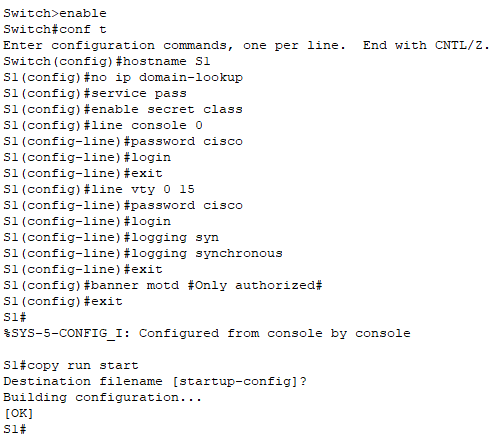 Switch>enable
Switch#conf t
Enter configuration commands, one per line.  End with CNTL/Z.
Switch(config)#hostname S1
S1(config)#no ip domain-lookup
S1(config)#service pass
S1(config)#enable secret class
S1(config)#line console 0
S1(config-line)#password cisco
S1(config-line)#login
S1(config-line)#exit
S1(config)#line vty 0 15
S1(config-line)#password cisco
S1(config-line)#login
S1(config-line)#logging syn
S1(config-line)#logging synchronous
S1(config-line)#exit
S1(config)#banner motd #Only authorized#
S1(config)#exit
S1#
%SYS-5-CONFIG_I: Configured from console by console

S1#copy run start
Destination filename [startup-config]?
Building configuration...
[OK]
S1#